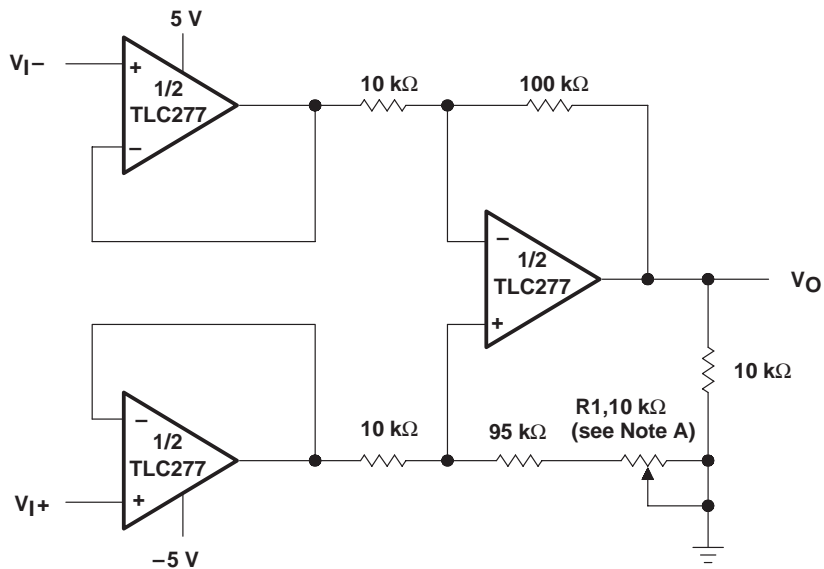 5 V
VI−
+
1/2
TLC277
−
10 kΩ
100 kΩ
−
1/2
TLC277
+
VO
10 kΩ
−
1/2
TLC277
+
VI+
−5 V
10 kΩ
95 kΩ
R1,10 kΩ
(see Note A)